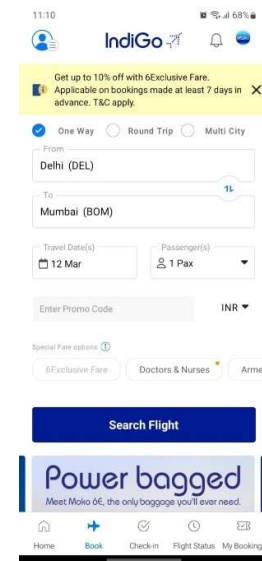 11:10
68%
IndiGo
Get up to 10% off with 6Exclusive Fare.
Applicable on bookings made at least 7 days in
advance. T&C apply.
One Way Round Trip Multi City
From
Delhi (DEL)
To
Mumbai (BOM)
Travel Date(s) Passenger(s)
12 Mar 1 Pax
Enter Promo Code INR
Special Fare options
6Exclusive Fare Doctors & Nurses Arme
Search Flight
Power bagged
Meet Moko 6E, the only baggage you'll ever need.
Home Book Check-in Flight Status My Booking